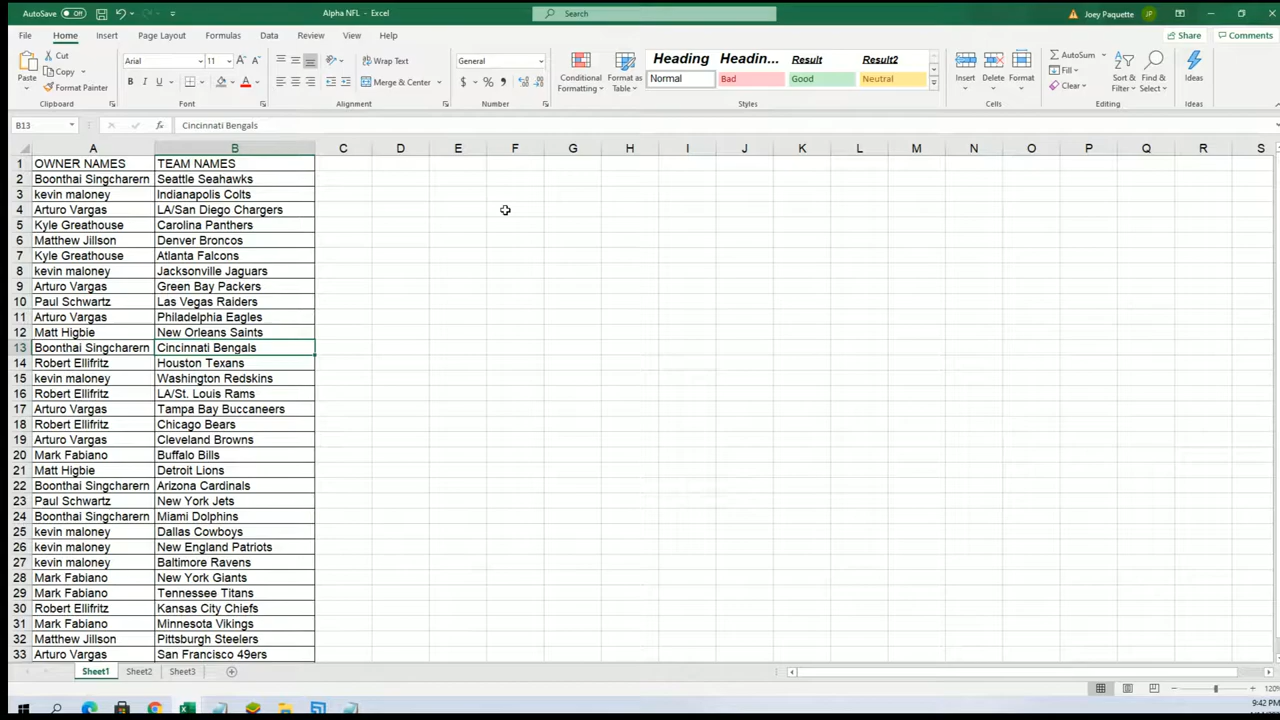 AutoSave Off Alpha NFL - Excel Search Joey Paquette JP
File Home Insert Page Layout Formulas Data Review View Help Share Comments
Paste Cut Copy Format Painter Clipboard
Arial 11 A A B I U A Font
Wrap Text Merge & Center Alignment
General $ % Number
Conditional Formatting Format as Table
Heading Headin... Result Result2
Normal Bad Good Neutral
Styles
Insert Delete Format Cells
AutoSum Fill Clear Sort & Filter Find & Select Editing
Ideas Ideas
B13 fx Cincinnati Bengals
A B C D E F G H I J K L M N O P Q R S
1 OWNER NAMES TEAM NAMES
2 Boonthai Singcharern Seattle Seahawks
3 kevin maloney Indianapolis Colts
4 Arturo Vargas LA/San Diego Chargers
5 Kyle Greathouse Carolina Panthers
6 Matthew Jillson Denver Broncos
7 Kyle Greathouse Atlanta Falcons
8 kevin maloney Jacksonville Jaguars
9 Arturo Vargas Green Bay Packers
10 Paul Schwartz Las Vegas Raiders
11 Arturo Vargas Philadelphia Eagles
12 Matt Higbie New Orleans Saints
13 Boonthai Singcharern Cincinnati Bengals
14 Robert Ellifritz Houston Texans
15 kevin maloney Washington Redskins
16 Robert Ellifritz LA/St. Louis Rams
17 Arturo Vargas Tampa Bay Buccaneers
18 Robert Ellifritz Chicago Bears
19 Arturo Vargas Cleveland Browns
20 Mark Fabiano Buffalo Bills
21 Matt Higbie Detroit Lions
22 Boonthai Singcharern Arizona Cardinals
23 Paul Schwartz New York Jets
24 Boonthai Singcharern Miami Dolphins
25 kevin maloney Dallas Cowboys
26 kevin maloney New England Patriots
27 kevin maloney Baltimore Ravens
28 Mark Fabiano New York Giants
29 Mark Fabiano Tennessee Titans
30 Robert Ellifritz Kansas City Chiefs
31 Mark Fabiano Minnesota Vikings
32 Matthew Jillson Pittsburgh Steelers
33 Arturo Vargas San Francisco 49ers
Sheet1 Sheet2 Sheet3
120%
9:42 PM